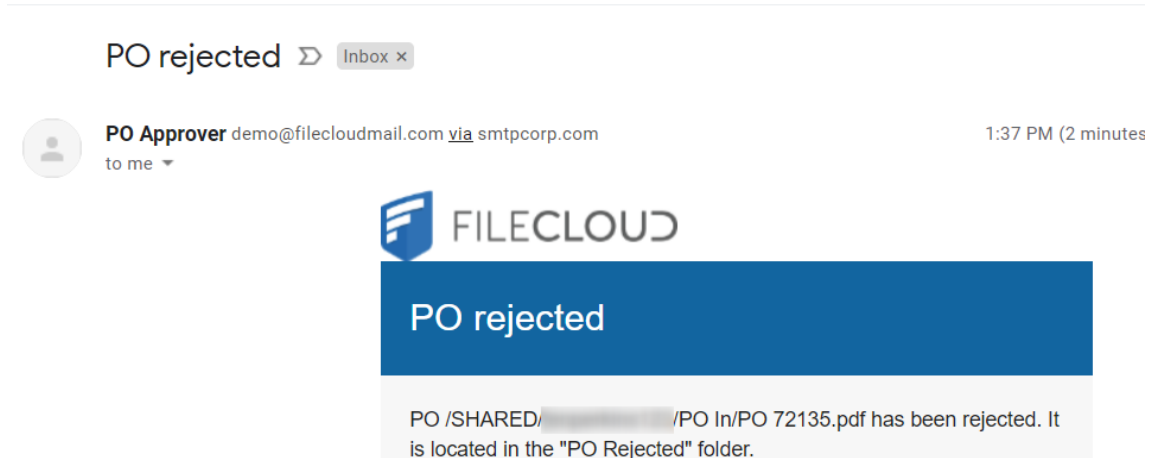 PO rejected Inbox ×
PO Approver demo@filecloudmail.com via smtpcorp.com 1:37 PM (2 minutes
to me
FILECLOUD
PO rejected
PO /SHARED/ /PO In/PO 72135.pdf has been rejected. It
is located in the "PO Rejected" folder.